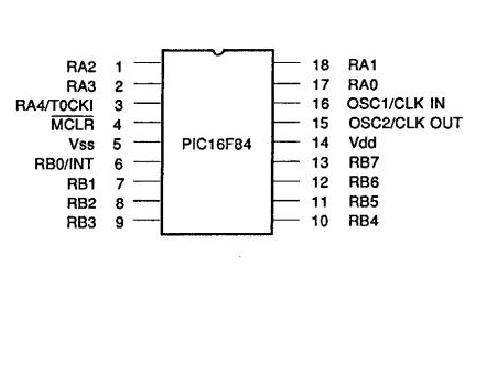 RA2 1 18 RA1
RA3 2 17 RA0
RA4/T0CKI 3 16 OSC1/CLK IN
MCLR 4 15 OSC2/CLK OUT
Vss 5 PIC16F84 14 Vdd
RB0/INT 6 13 RB7
RB1 7 12 RB6
RB2 8 11 RB5
RB3 9 10 RB4